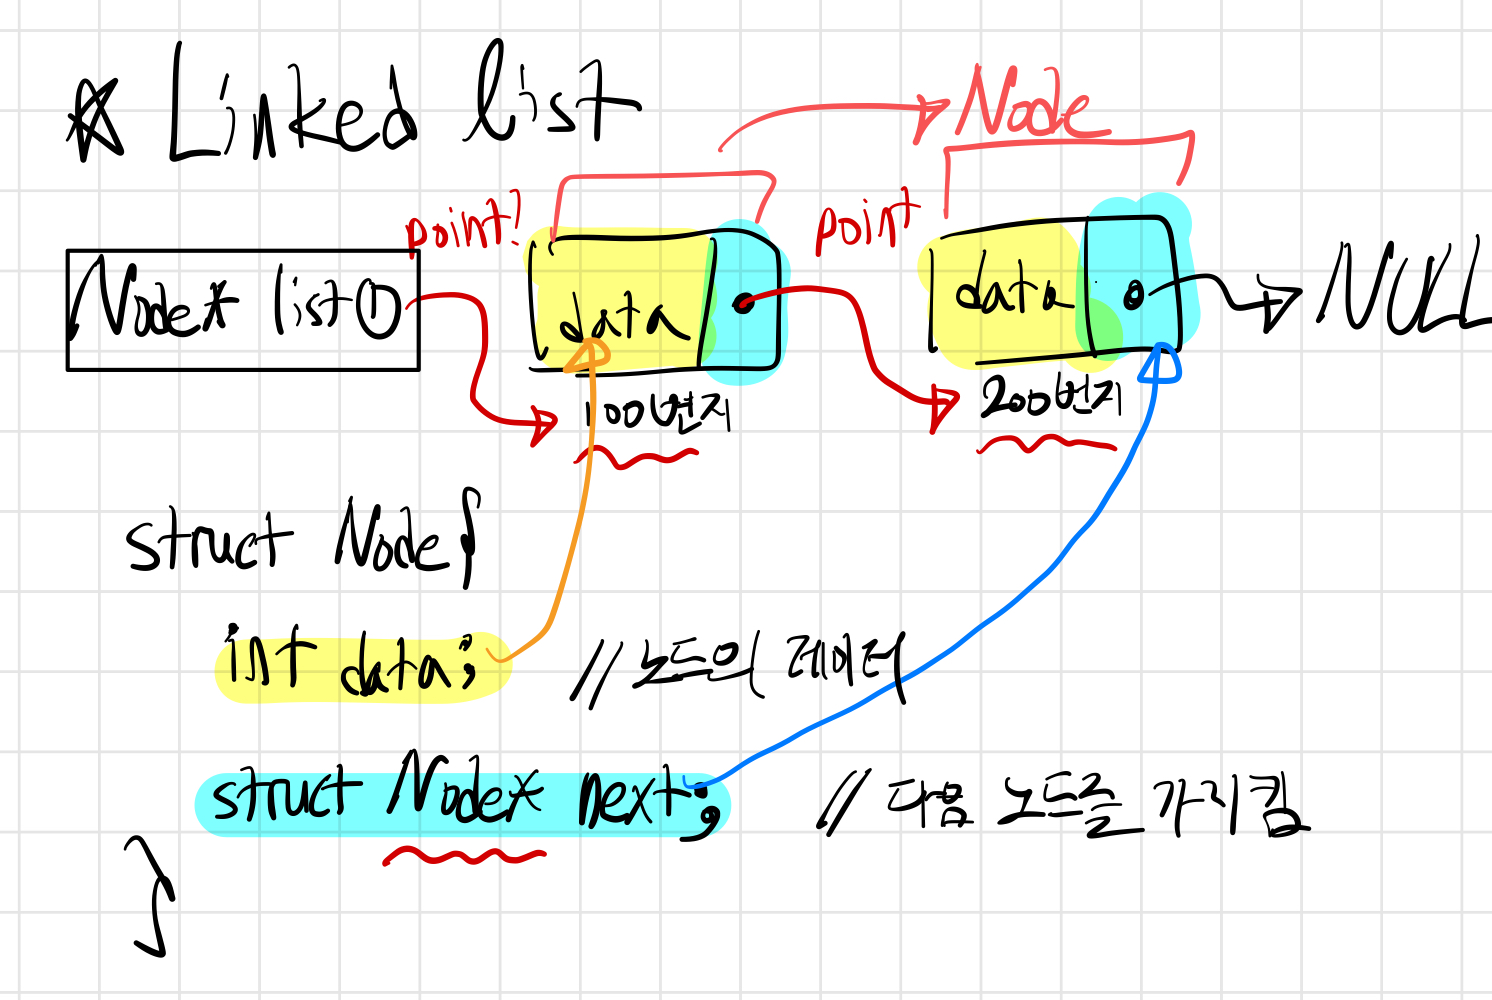 ☆ Linked list
Node
point?
point
Node* list①
data
data
NULL
100번지
200번지
struct Node{
int data; // 노드의 데이터
struct Node* next; // 다음 노드를 가리킴
}